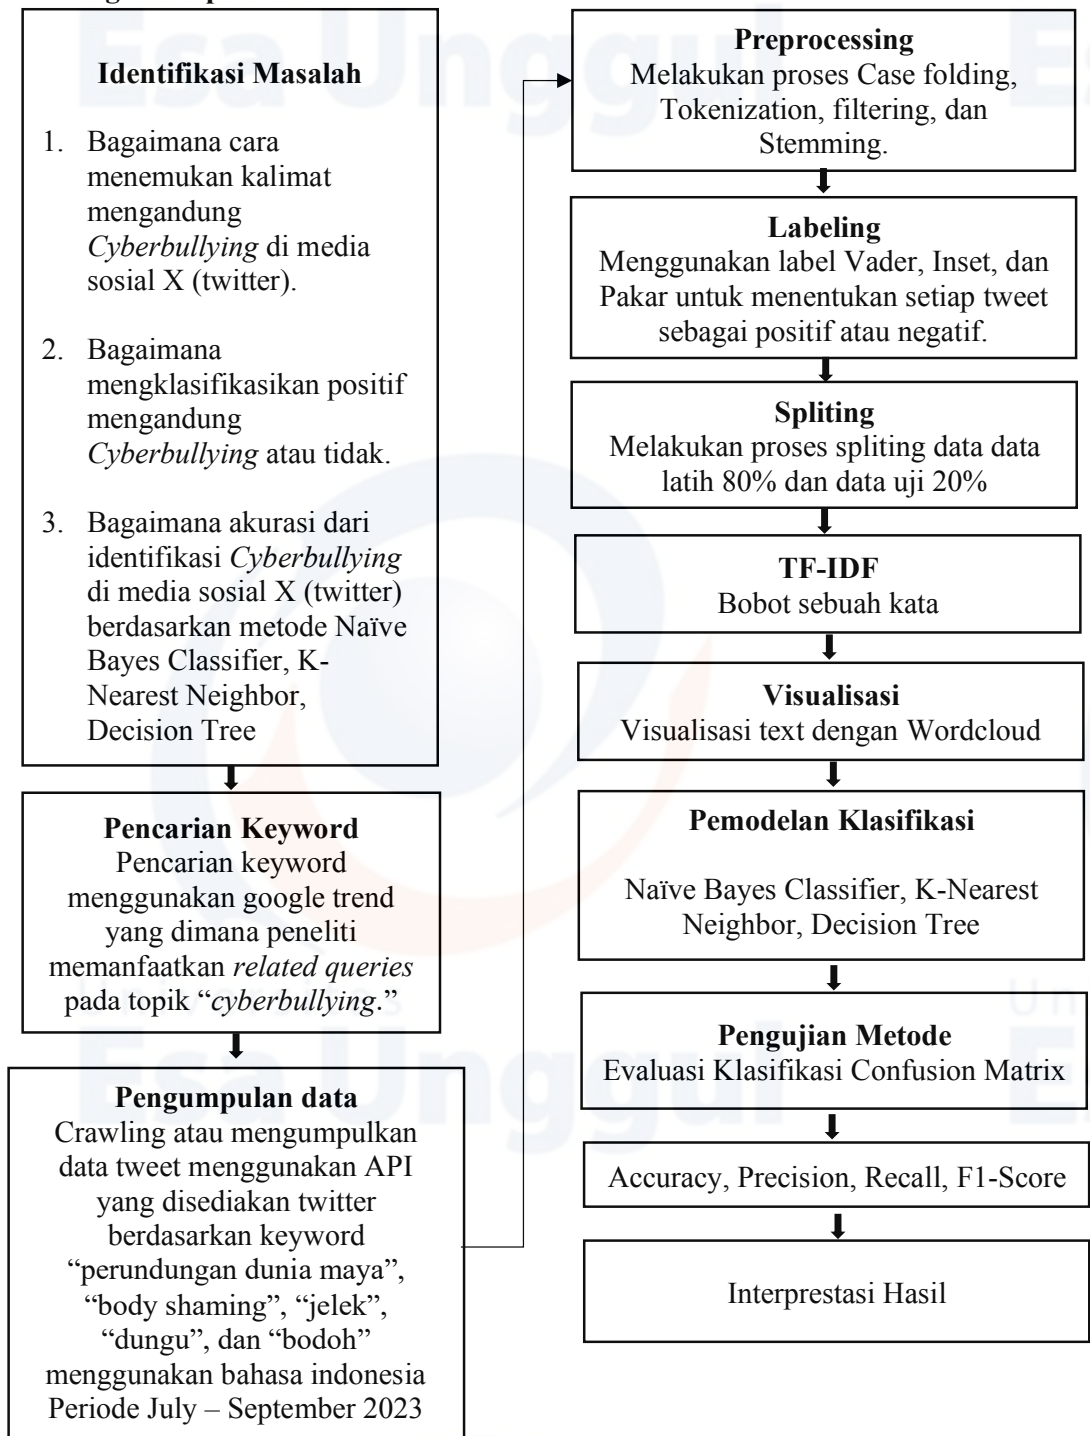 Identifikasi Masalah
1. Bagaimana cara
menemukan kalimat
mengandung
Cyberbullying di media
sosial X (twitter).
2. Bagaimana
mengklasifikasikan positif
mengandung
Cyberbullying atau tidak.
3. Bagaimana akurasi dari
identifikasi Cyberbullying
di media sosial X (twitter)
berdasarkan metode Naïve
Bayes Classifier, K-
Nearest Neighbor,
Decision Tree
Pencarian Keyword
Pencarian keyword
menggunakan google trend
yang dimana peneliti
memanfaatkan related queries
pada topik “cyberbullying.”
Pengumpulan data
Crawling atau mengumpulkan
data tweet menggunakan API
yang disediakan twitter
berdasarkan keyword
“perundungan dunia maya”,
“body shaming”, “jelek”,
“dungu”, dan “bodoh”
menggunakan bahasa indonesia
Periode July – September 2023
Preprocessing
Melakukan proses Case folding,
Tokenization, filtering, dan
Stemming.
Labeling
Menggunakan label Vader, Inset, dan
Pakar untuk menentukan setiap tweet
sebagai positif atau negatif.
Spliting
Melakukan proses spliting data data
latih 80% dan data uji 20%
TF-IDF
Bobot sebuah kata
Visualisasi
Visualisasi text dengan Wordcloud
Pemodelan Klasifikasi
Naïve Bayes Classifier, K-Nearest
Neighbor, Decision Tree
Pengujian Metode
Evaluasi Klasifikasi Confusion Matrix
Accuracy, Precision, Recall, F1-Score
Interprestasi Hasil
Esa Unggul
Universitas
Esa Unggul